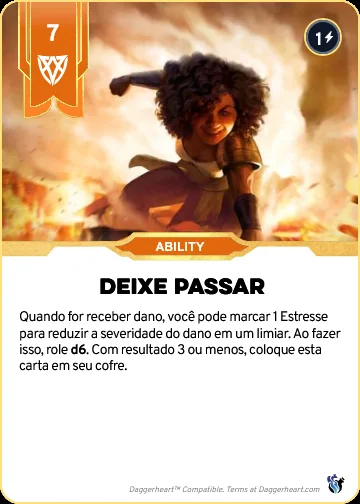 7
1
ABILITY
DEIXE PASSAR
Quando for receber dano, você pode marcar 1 Estresse
para reduzir a severidade do dano em um limiar. Ao fazer
isso, role d6. Com resultado 3 ou menos, coloque esta
carta em seu cofre.
Daggerheart™ Compatible. Terms at Daggerheart.com